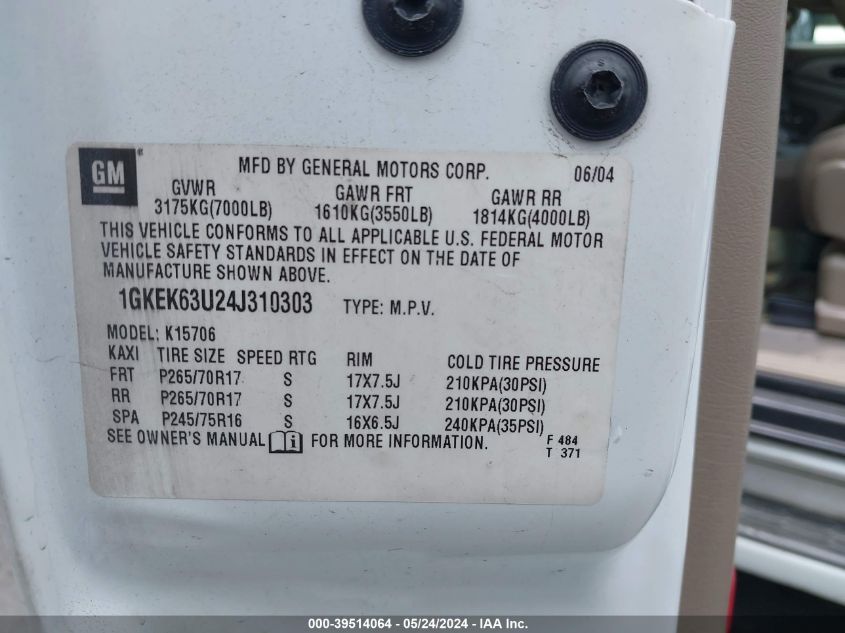 GM
MFD BY GENERAL MOTORS CORP. 06/04
GVWR GAWR FRT GAWR RR
3175KG(7000LB) 1610KG(3550LB) 1814KG(4000LB)
THIS VEHICLE CONFORMS TO ALL APPLICABLE U.S. FEDERAL MOTOR
VEHICLE SAFETY STANDARDS IN EFFECT ON THE DATE OF
MANUFACTURE SHOWN ABOVE.
1GKEK63U24J310303 TYPE: M.P.V.
MODEL: K15706
KAXI TIRE SIZE SPEED RTG RIM COLD TIRE PRESSURE
FRT P265/70R17 S 17X7.5J 210KPA(30PSI)
RR P265/70R17 S 17X7.5J 210KPA(30PSI)
SPA P245/75R16 S 16X6.5J 240KPA(35PSI)
SEE OWNER'S MANUAL i FOR MORE INFORMATION. F 484
T 371
000-39514064 - 05/24/2024 - IAA Inc.